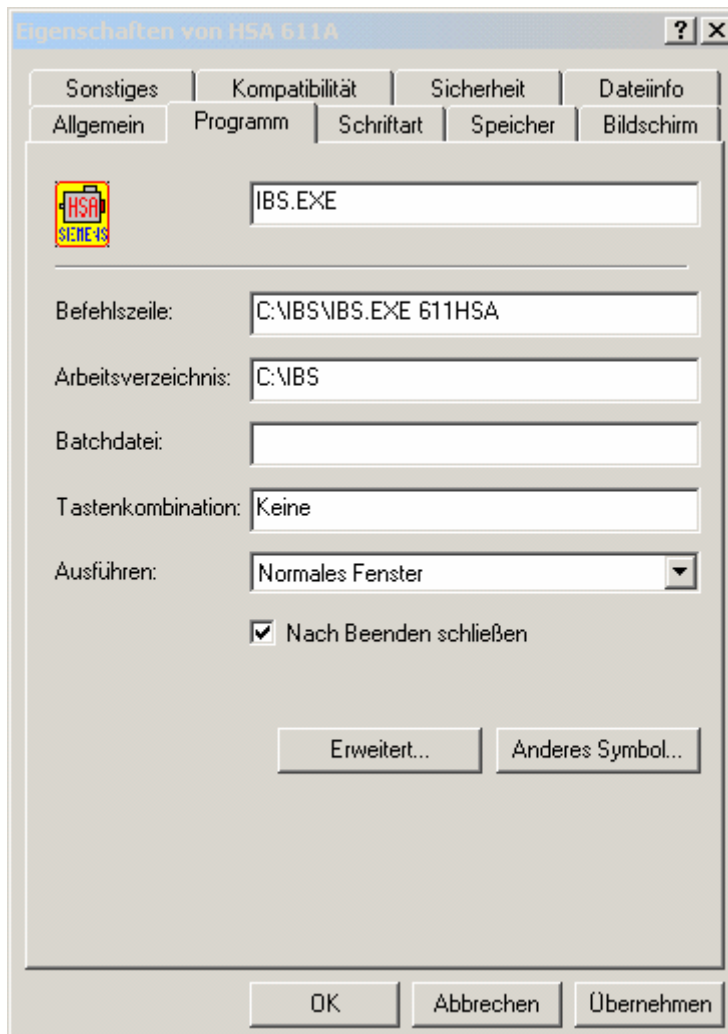 Eigenschaften von HSA 611A
Sonstiges Kompatibilität Sicherheit Dateiinfo
Allgemein Programm Schriftart Speicher Bildschirm
HSA
SIEMENS
IBS.EXE
Befehlszeile: C:\IBS\IBS.EXE 611HSA
Arbeitsverzeichnis: C:\IBS
Batchdatei:
Tastenkombination: Keine
Ausführen: Normales Fenster
Nach Beenden schließen
Erweitert... Anderes Symbol...
OK Abbrechen Übernehmen